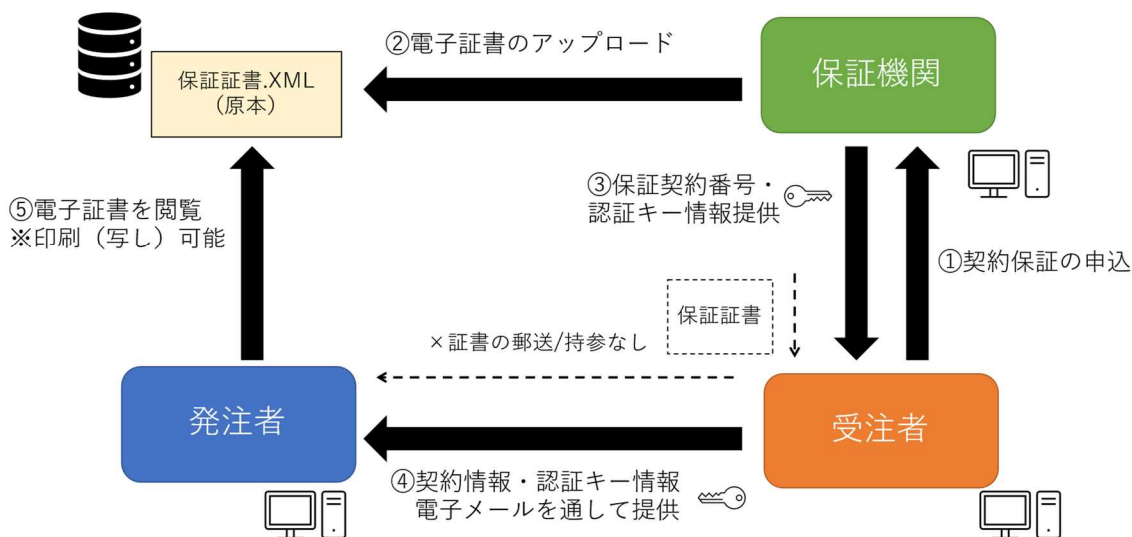 ②電子証書のアップロード
保証機関
保証証書.XML
（原本）
③保証契約番号・
認証キー情報提供
⑤電子証書を閲覧
※印刷（写し）可能
①契約保証の申込
保証証書
×証書の郵送/持参なし
発注者
受注者
④契約情報・認証キー情報
電子メールを通して提供